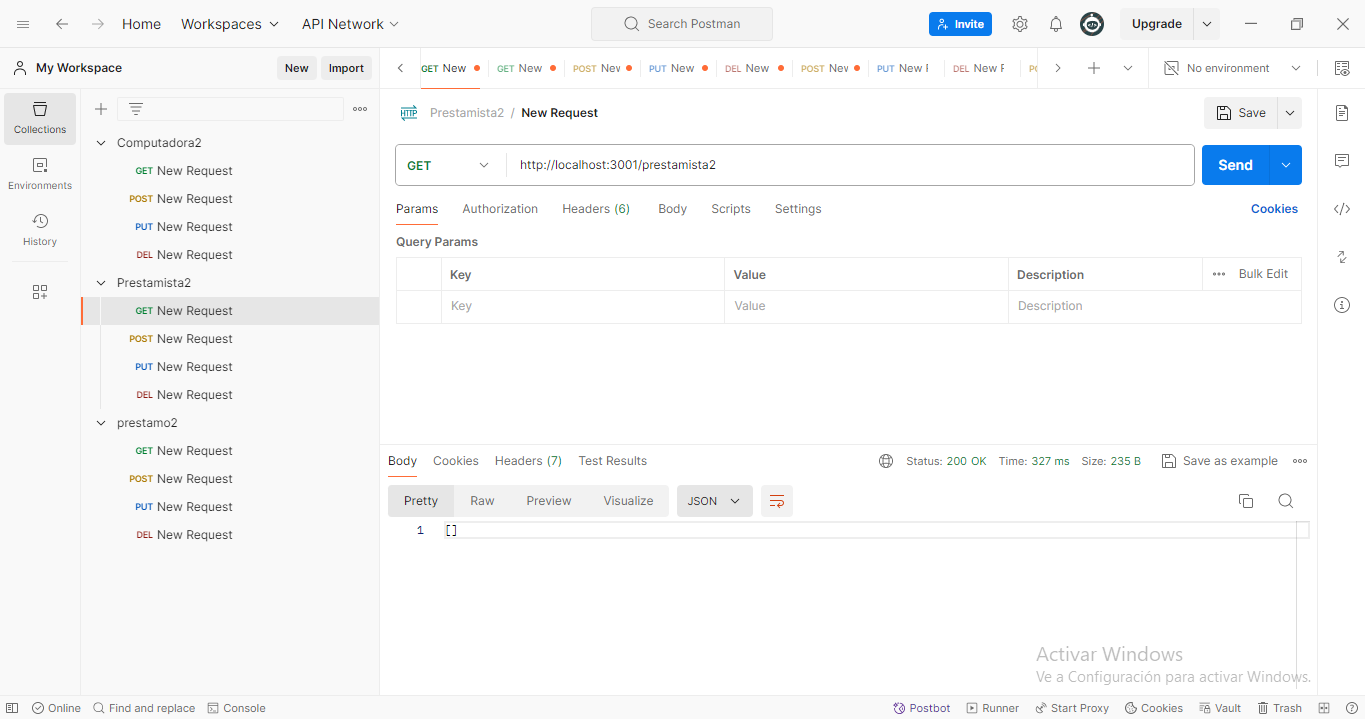 Home Workspaces API Network Search Postman Invite Upgrade
My Workspace New Import GET New GET New POST Nev PUT New DEL New POST Nev PUT New F DEL New F PC No environment
Collections
Environments
History
Computadora2
GET New Request
POST New Request
PUT New Request
DEL New Request
Prestamista2
GET New Request
POST New Request
PUT New Request
DEL New Request
prestamo2
GET New Request
POST New Request
PUT New Request
DEL New Request
HTTP Prestamista2 / New Request Save
GET http://localhost:3001/prestamista2 Send
Params Authorization Headers (6) Body Scripts Settings Cookies
Query Params
Key Value Description Bulk Edit
Key Value Description
Body Cookies Headers (7) Test Results Status: 200 OK Time: 327 ms Size: 235 B Save as example
Pretty Raw Preview Visualize JSON
1 []
Activar Windows
Ve a Configuración para activar Windows.
Online Find and replace Console Postbot Runner Start Proxy Cookies Vault Trash